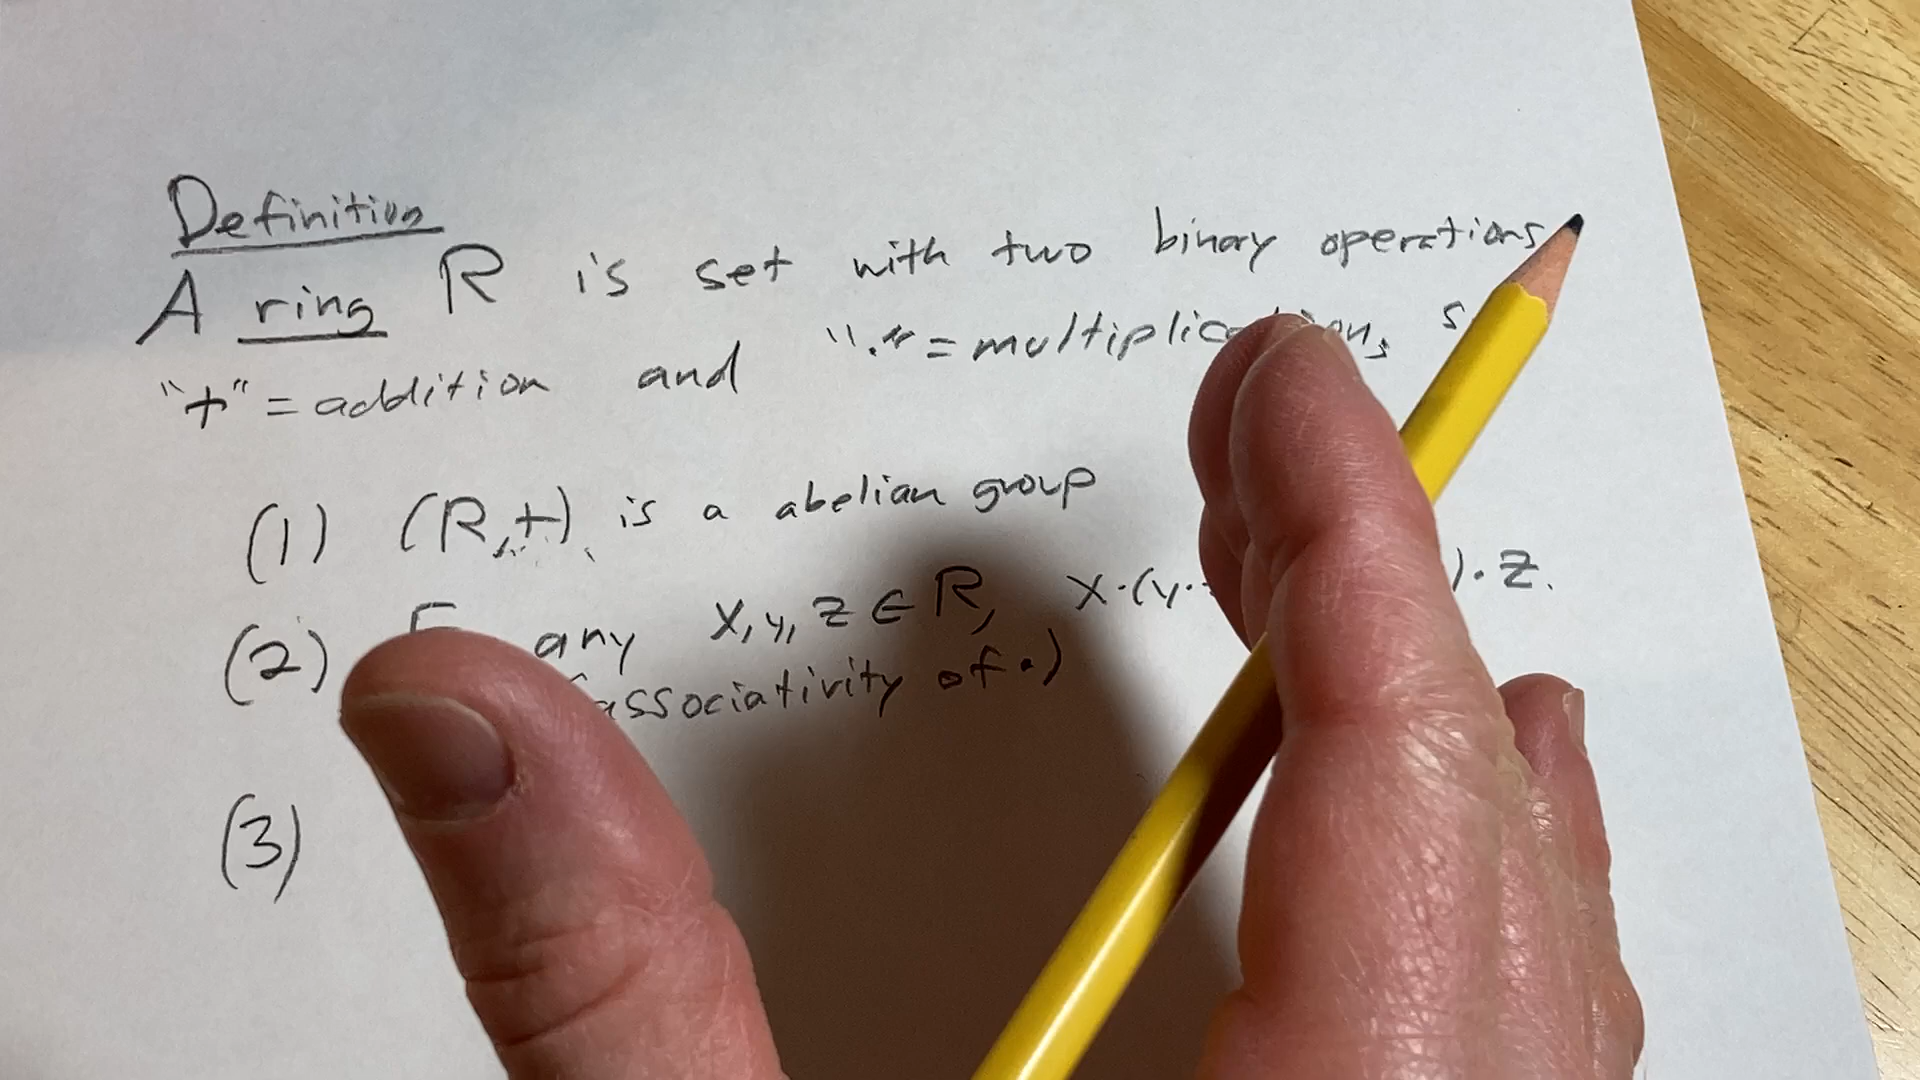 Definition
A ring R is set with two binary operations
"+" = addition and "·" = multiplication, s
(1) (R,+) is a abelian group
(2) any x, y, z ∈ R, x·(y· )·z.
(associativity of ·)
(3)